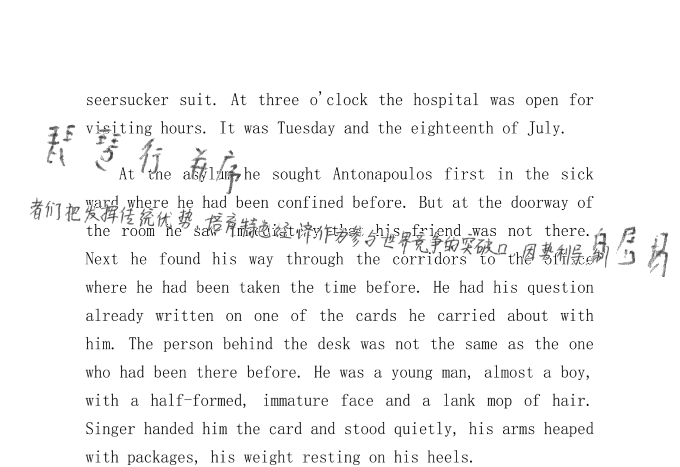 seersucker suit. At three o'clock the hospital was open for
visiting hours. It was Tuesday and the eighteenth of July.
琵琶行 并序
At the asylum he sought Antonapoulos first in the sick
ward where he had been confined before. But at the doorway of
者们把发挥传统优势,培育特色经济作为参与世界竞争的突破口,因势利导,制
the room he saw immediately that his friend was not there.
Next he found his way through the corridors to the office
where he had been taken the time before. He had his question
already written on one of the cards he carried about with
him. The person behind the desk was not the same as the one
who had been there before. He was a young man, almost a boy,
with a half-formed, immature face and a lank mop of hair.
Singer handed him the card and stood quietly, his arms heaped
with packages, his weight resting on his heels.